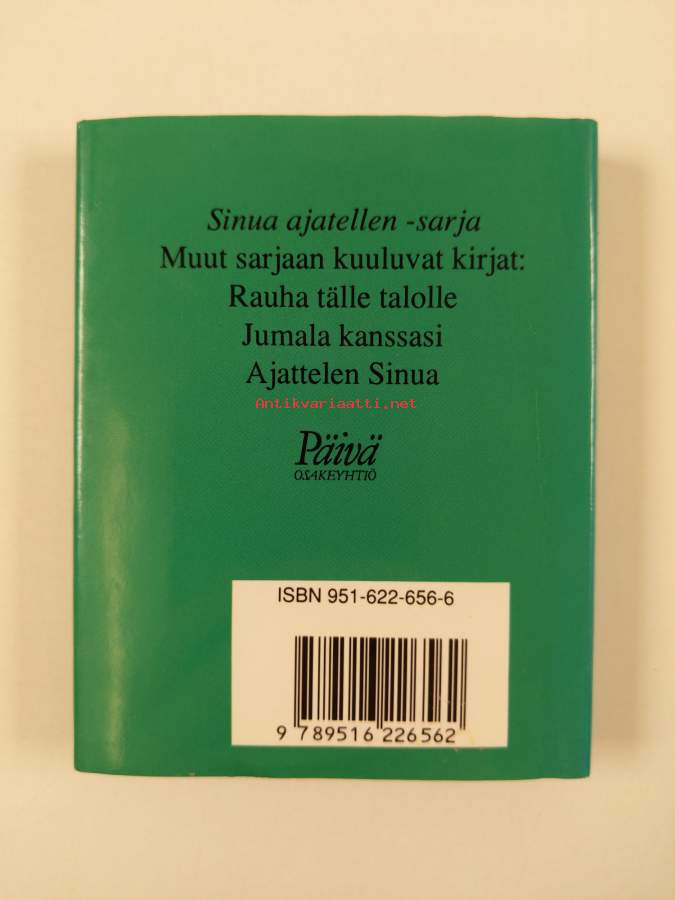 Sinua ajatellen -sarja
Muut sarjaan kuuluvat kirjat:
Rauha tälle talolle
Jumala kanssasi
Ajattelen Sinua
Antikvariaatti.net
Päivä
OSAKEYHTIÖ
ISBN 951-622-656-6
9 789516 226562